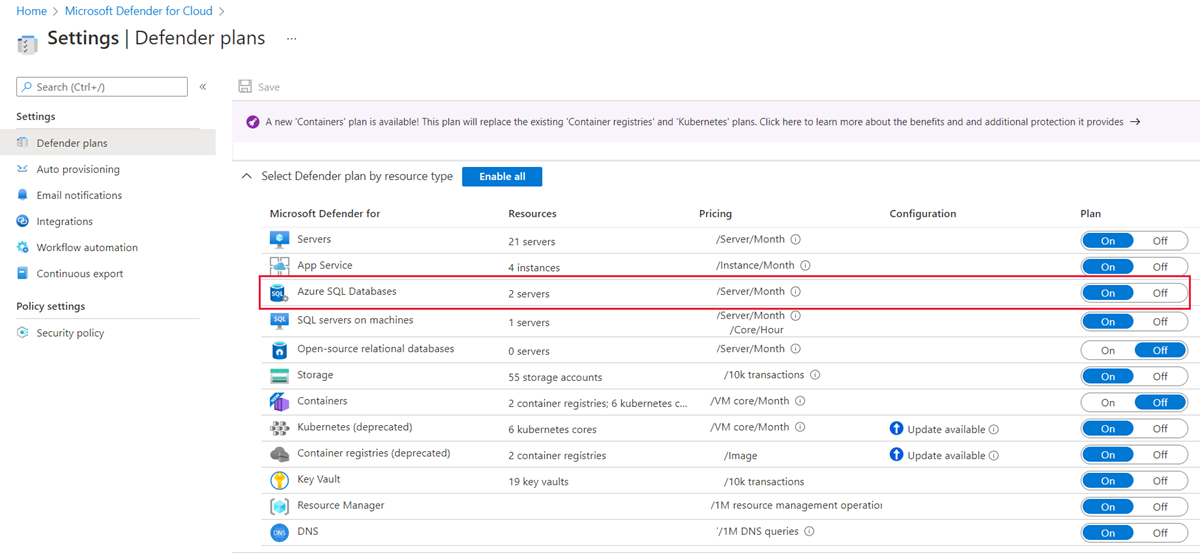 Home > Microsoft Defender for Cloud >
Settings | Defender plans ...
Search (Ctrl+/) «
Save
Settings
Defender plans
Auto provisioning
Email notifications
Integrations
Workflow automation
Continuous export
Policy settings
Security policy
A new 'Containers' plan is available! This plan will replace the existing 'Container registries' and 'Kubernetes' plans. Click here to learn more about the benefits and and additional protection it provides →
Select Defender plan by resource type Enable all
Microsoft Defender for Resources Pricing Configuration Plan
Servers 21 servers /Server/Month On Off
App Service 4 instances /Instance/Month On Off
SQL Azure SQL Databases 2 servers /Server/Month On Off
SQL SQL servers on machines 1 servers /Server/Month On Off
/Core/Hour
Open-source relational databases 0 servers /Server/Month On Off
Storage 55 storage accounts /10k transactions On Off
Containers 2 container registries; 6 kubernetes c... /VM core/Month On Off
Kubernetes (deprecated) 6 kubernetes cores /VM core/Month Update available On Off
Container registries (deprecated) 2 container registries /Image Update available On Off
Key Vault 19 key vaults /10k transactions On Off
Resource Manager /1M resource management operation On Off
DNS DNS '/1M DNS queries On Off